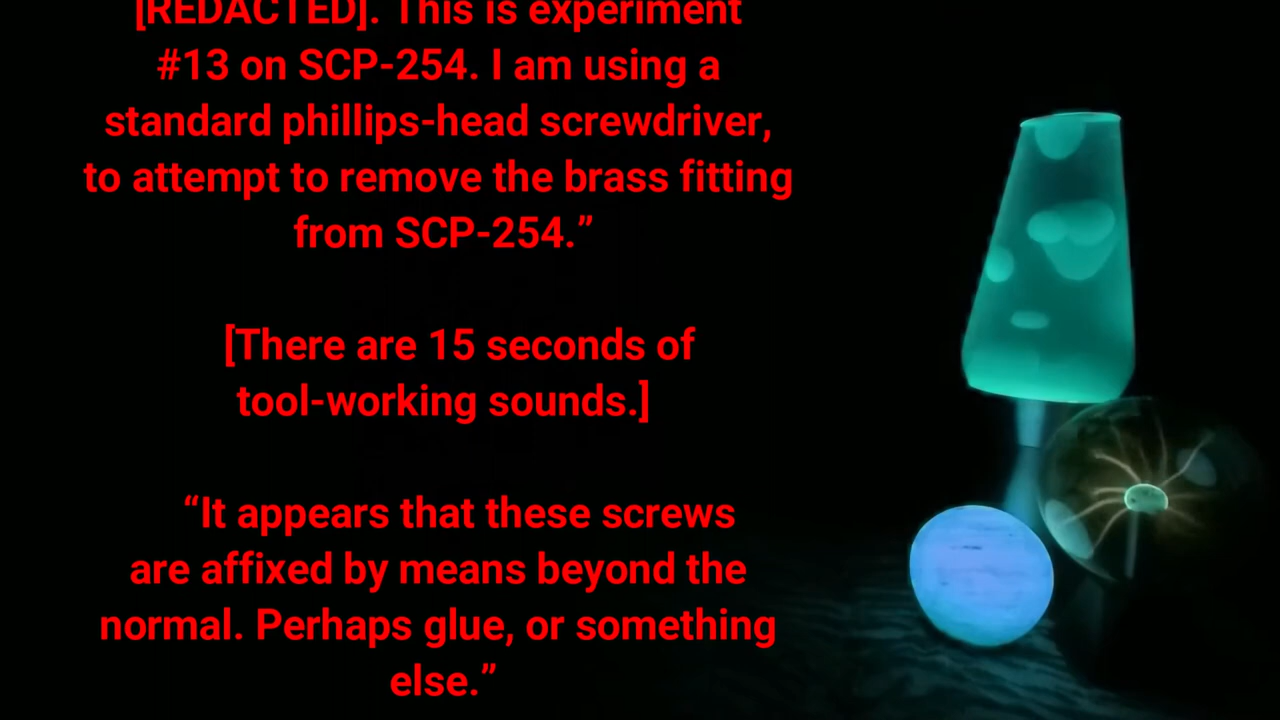 [REDACTED]. This is experiment
#13 on SCP-254. I am using a
standard phillips-head screwdriver,
to attempt to remove the brass fitting
from SCP-254.”
[There are 15 seconds of
tool-working sounds.]
“It appears that these screws
are affixed by means beyond the
normal. Perhaps glue, or something
else.”